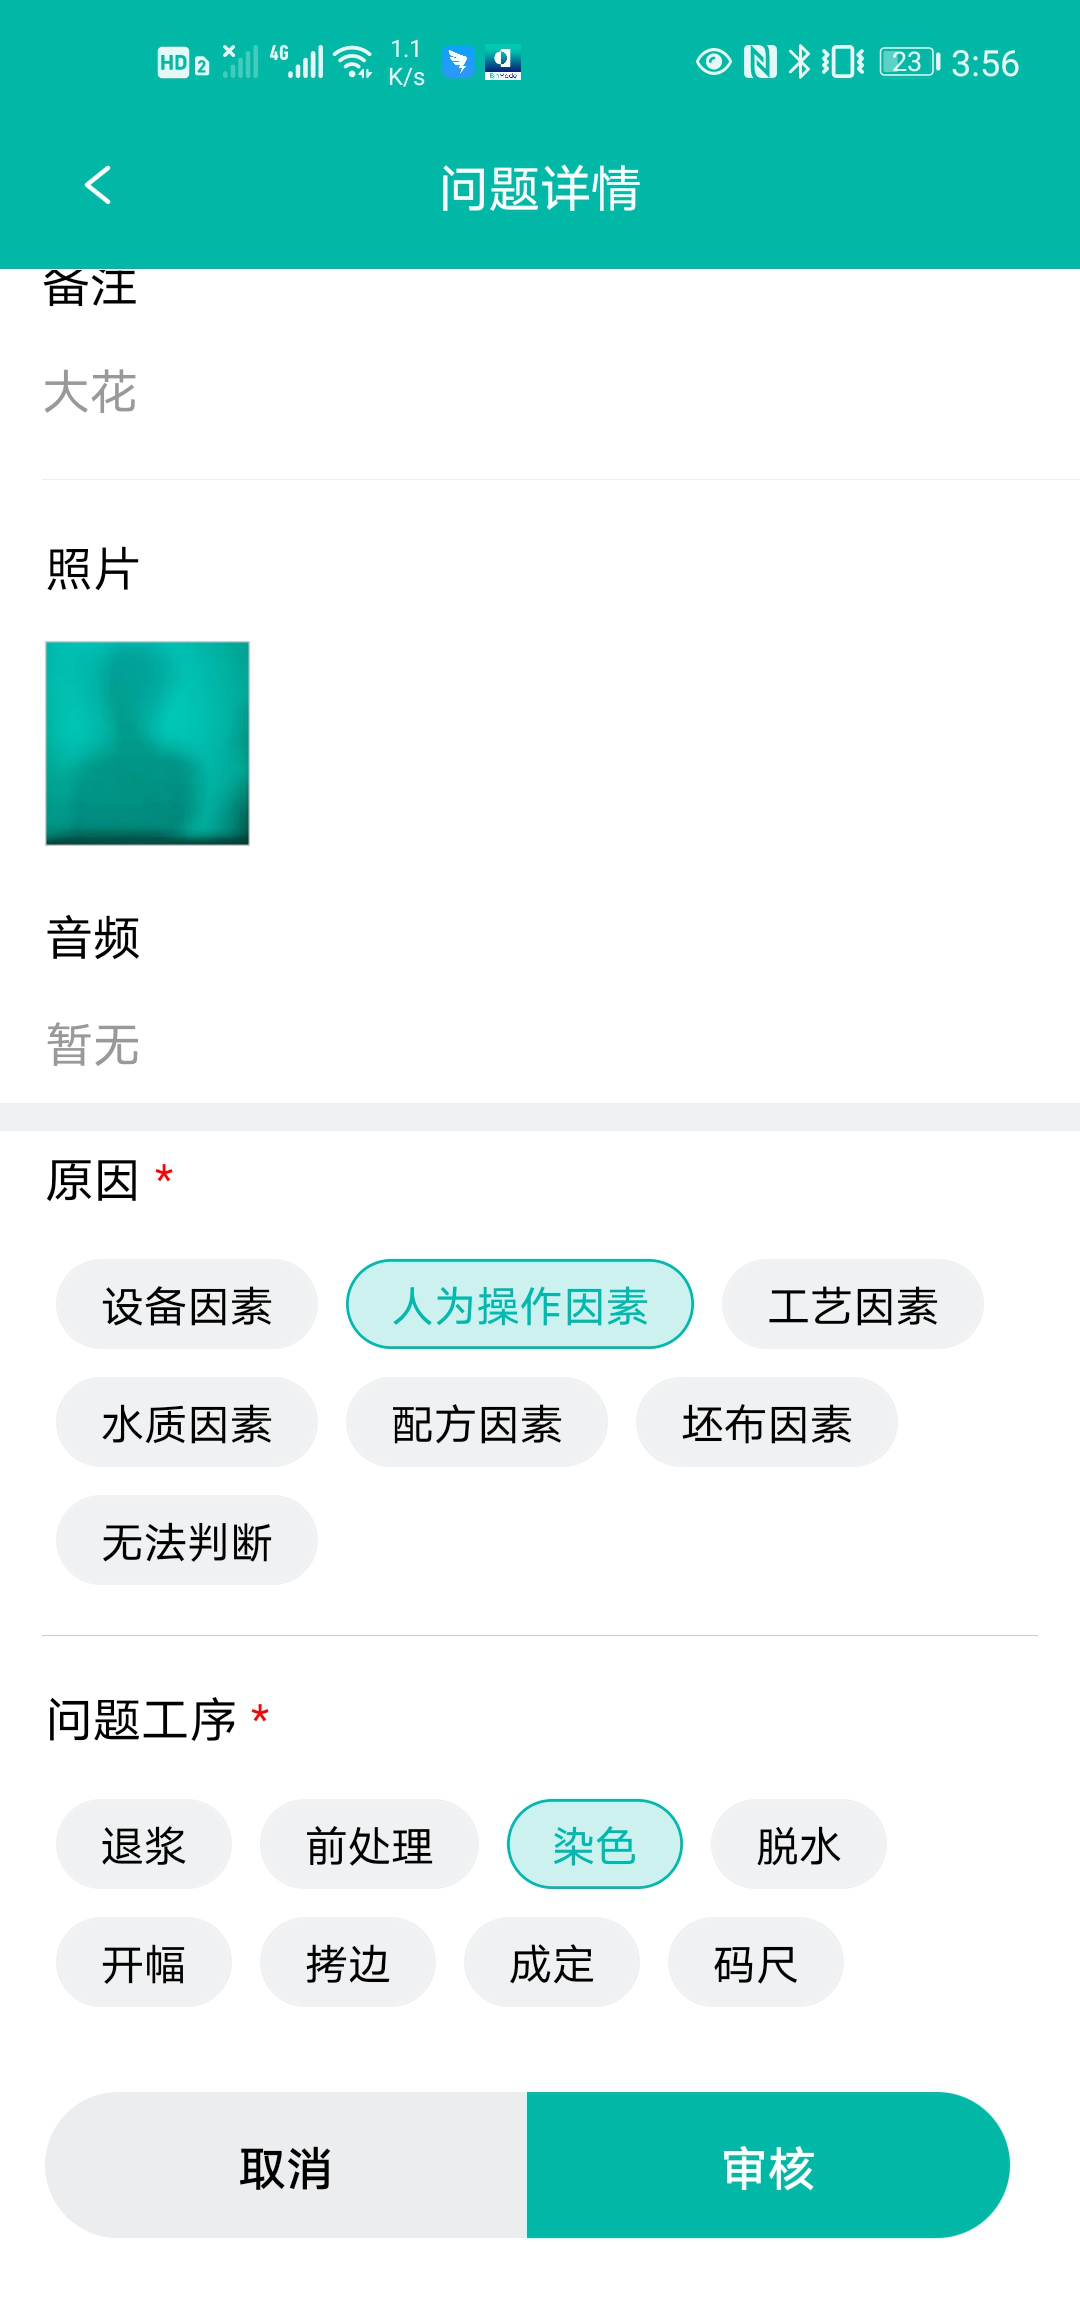 HD 2 4G 1.1 K/s 23 3:56
问题详情
备注
大花
照片
音频
暂无
原因 *
设备因素 人为操作因素 工艺因素
水质因素 配方因素 坯布因素
无法判断
问题工序 *
退浆 前处理 染色 脱水
开幅 拷边 成定 码尺
取消 审核